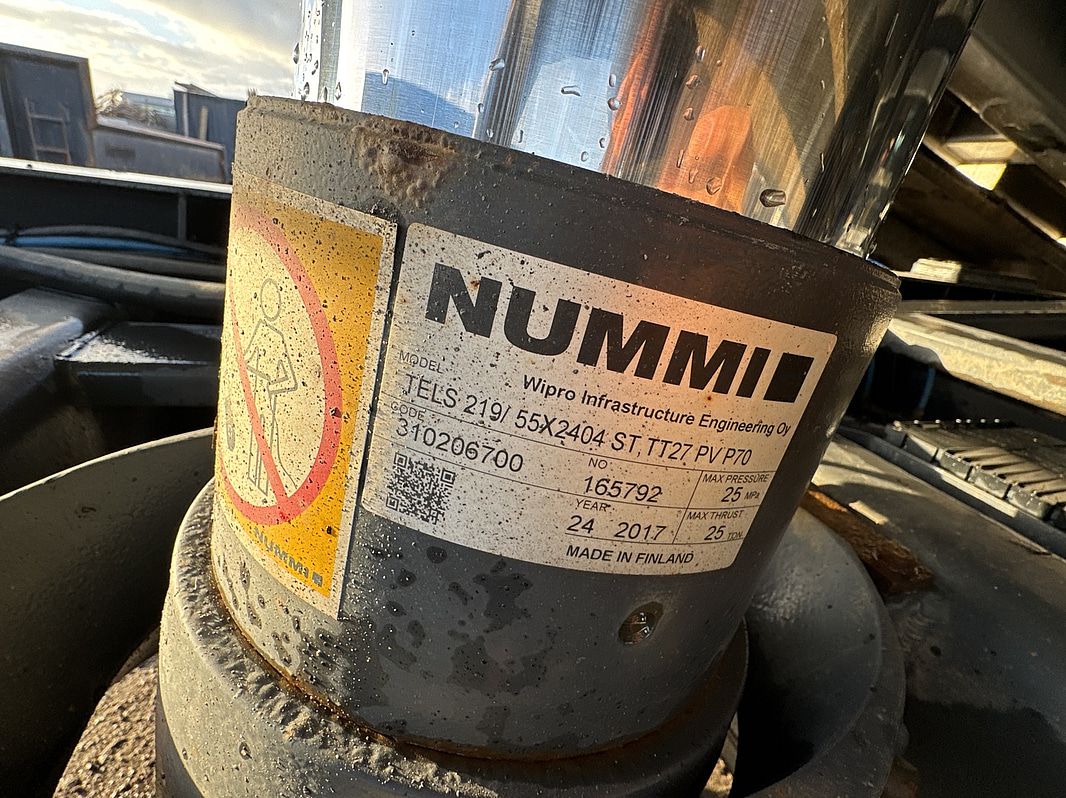 NUMMI
Wipro Infrastructure Engineering Oy
MODEL
TELS 219/ 55X2404 ST TT27 PV P70
CODE
310206700
NO
165792
MAX PRESSURE
25 MPa
YEAR
24 2017
MAX THRUST
25 TON
MADE IN FINLAND
NUMMI